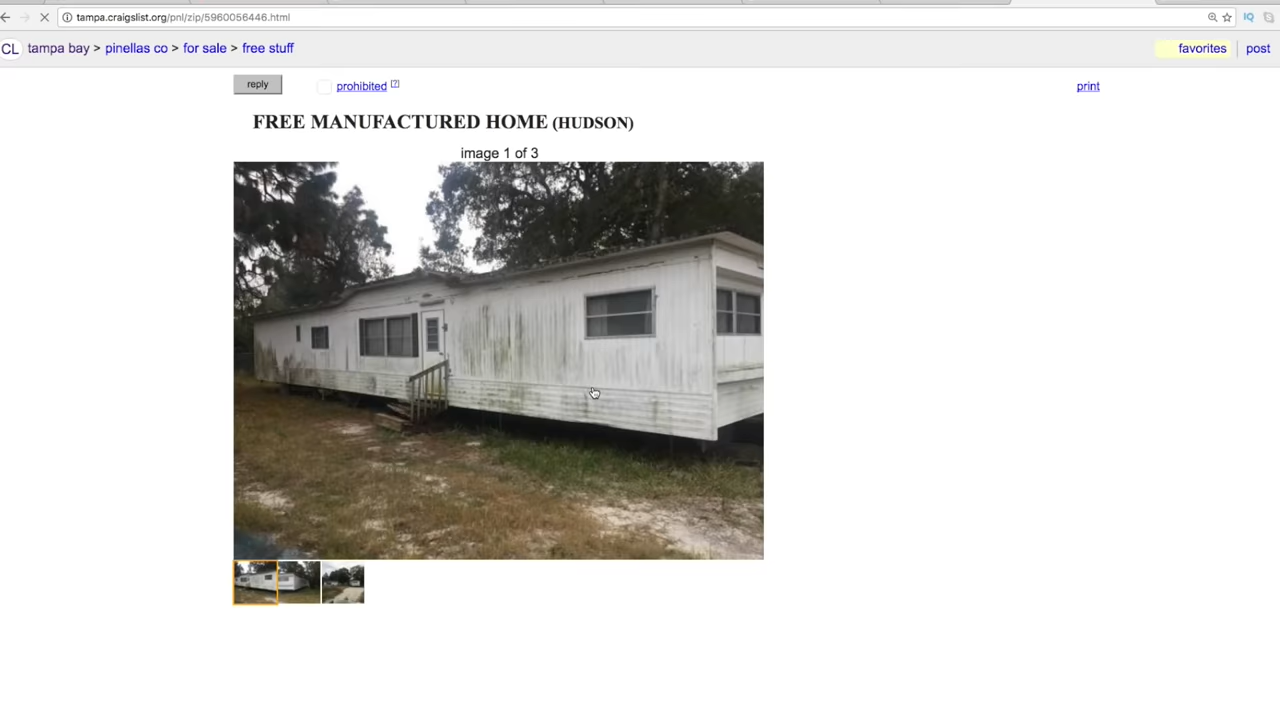 tampa.craigslist.org/pnl/zip/5960056446.html
IQ
CL tampa bay > pinellas co > for sale > free stuff
favorites
post
reply
prohibited [?]
print
FREE MANUFACTURED HOME (HUDSON)
image 1 of 3